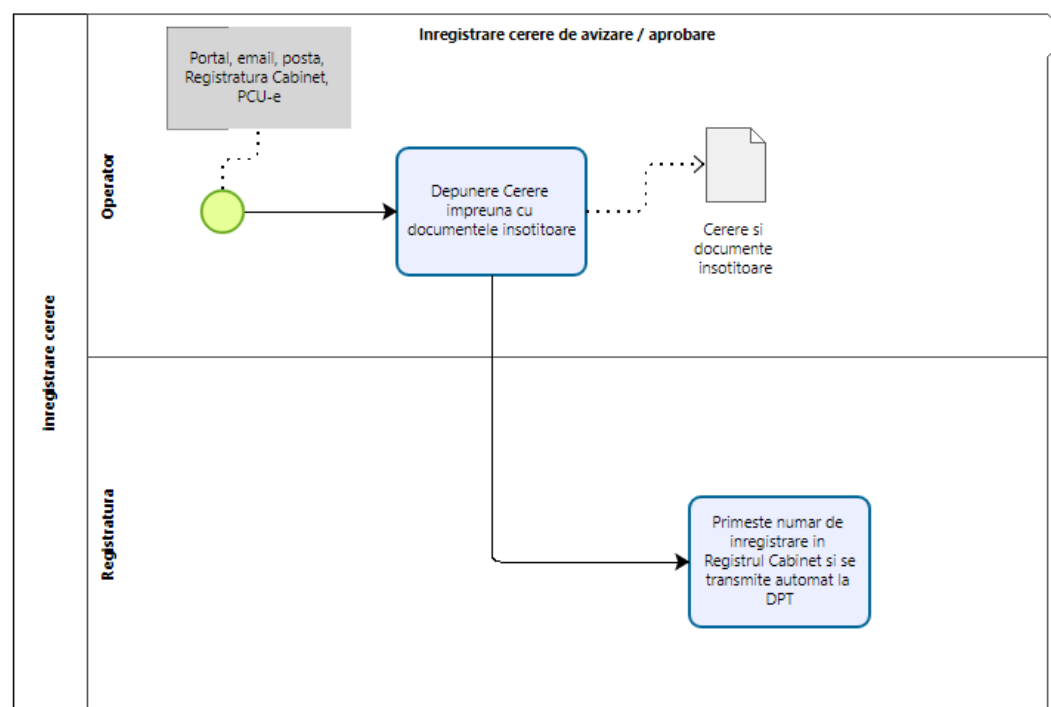 Inregistrare cerere de avizare / aprobare
Portal, email, posta,
Registratura Cabinet,
PCU-e
Operator
Depunere Cerere
impreuna cu
documentele insotitoare
Cerere si
documente
insotitoare
inregistrare cerere
Registratura
Primeste numar de
inregistrare in
Registrul Cabinet si se
transmite automat la
DPT